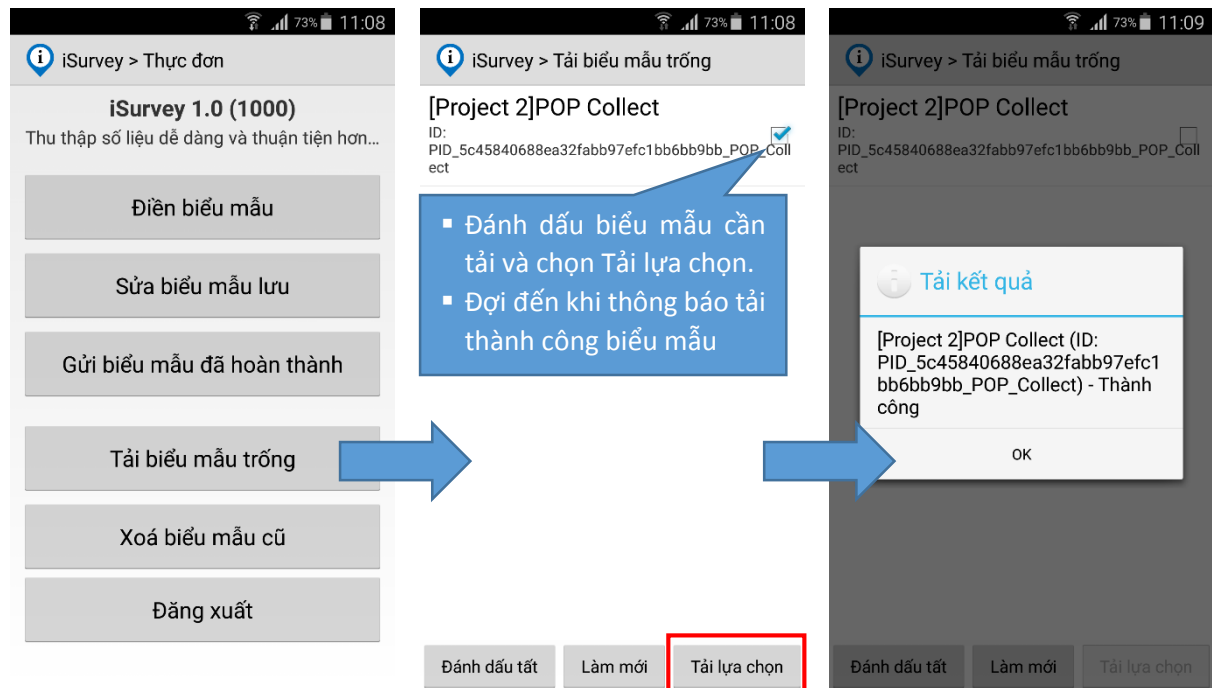 73% 11:08
iSurvey > Thực đơn
iSurvey 1.0 (1000)
Thu thập số liệu dễ dàng và thuận tiện hơn...
Điền biểu mẫu
Sửa biểu mẫu lưu
Gửi biểu mẫu đã hoàn thành
Tải biểu mẫu trống
Xoá biểu mẫu cũ
Đăng xuất
73% 11:08
iSurvey > Tải biểu mẫu trống
[Project 2]POP Collect
ID:
PID_5c45840688ea32fabb97efc1bb6bb9bb_POP_Coll
ect
▪ Đánh dấu biểu mẫu cần
tải và chọn Tải lựa chọn.
▪ Đợi đến khi thông báo tải
thành công biểu mẫu
Đánh dấu tất
Làm mới
Tải lựa chọn
73% 11:09
iSurvey > Tải biểu mẫu trống
[Project 2]POP Collect
ID:
PID_5c45840688ea32fabb97efc1bb6bb9bb_POP_Coll
ect
Tải kết quả
[Project 2]POP Collect (ID:
PID_5c45840688ea32fabb97efc1
bb6bb9bb_POP_Collect) - Thành
công
OK
Đánh dấu tất
Làm mới
Tải lựa chọn